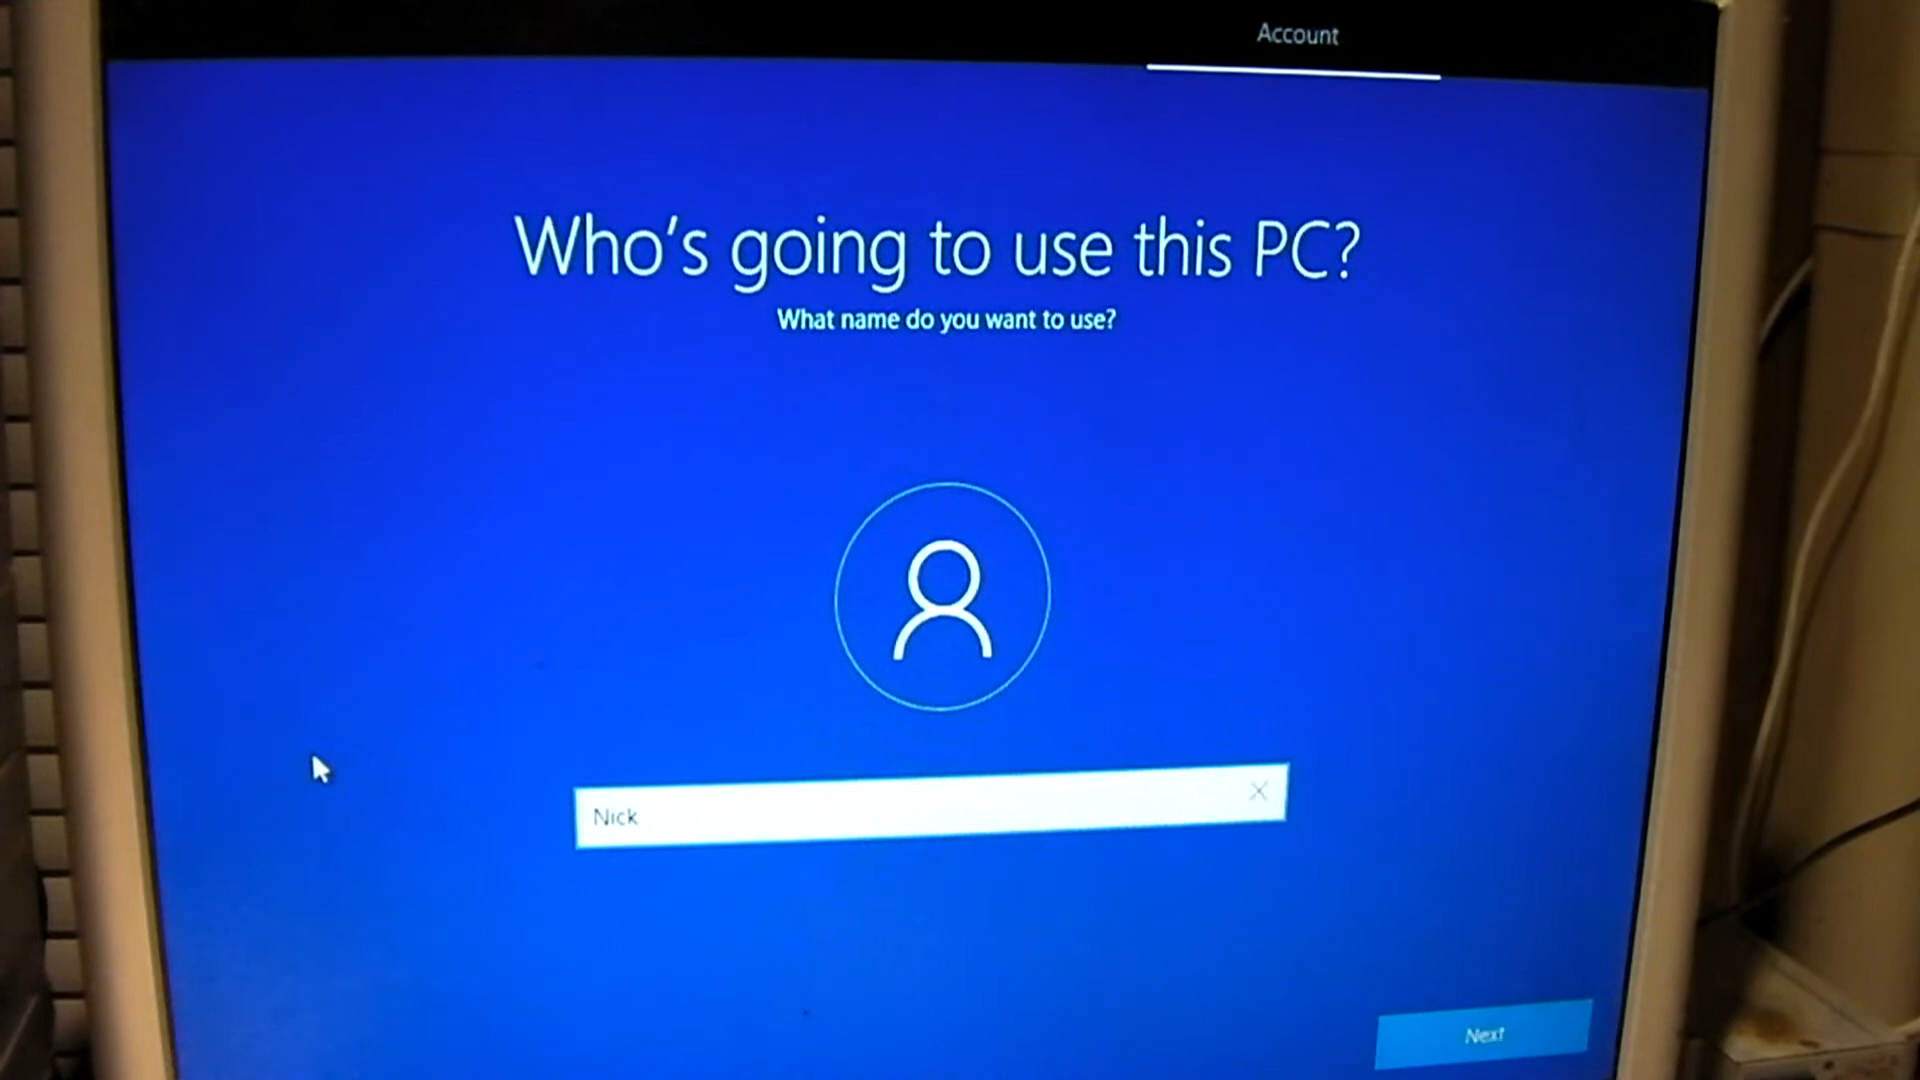 Account
Who's going to use this PC?
What name do you want to use?
Nick
Next